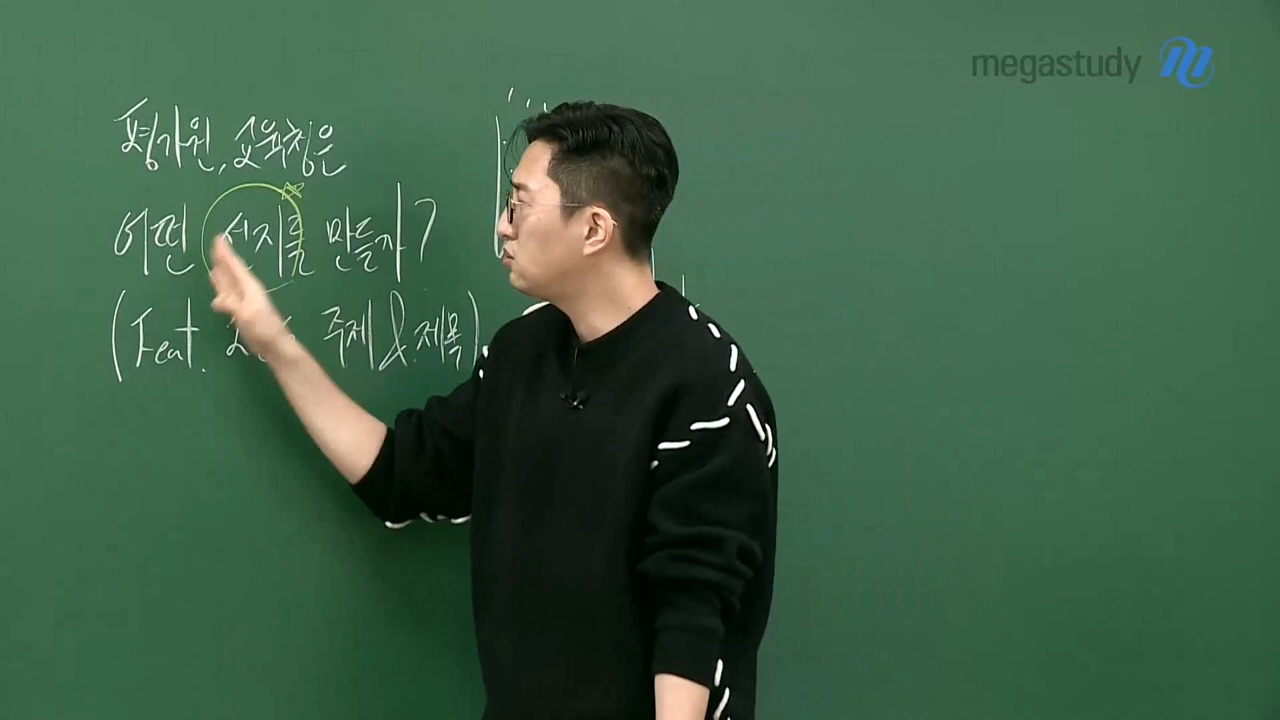 megastudy
평가원, 교육청은
어떤 선지를 만들까?
(Feat. 주제 & 제목)